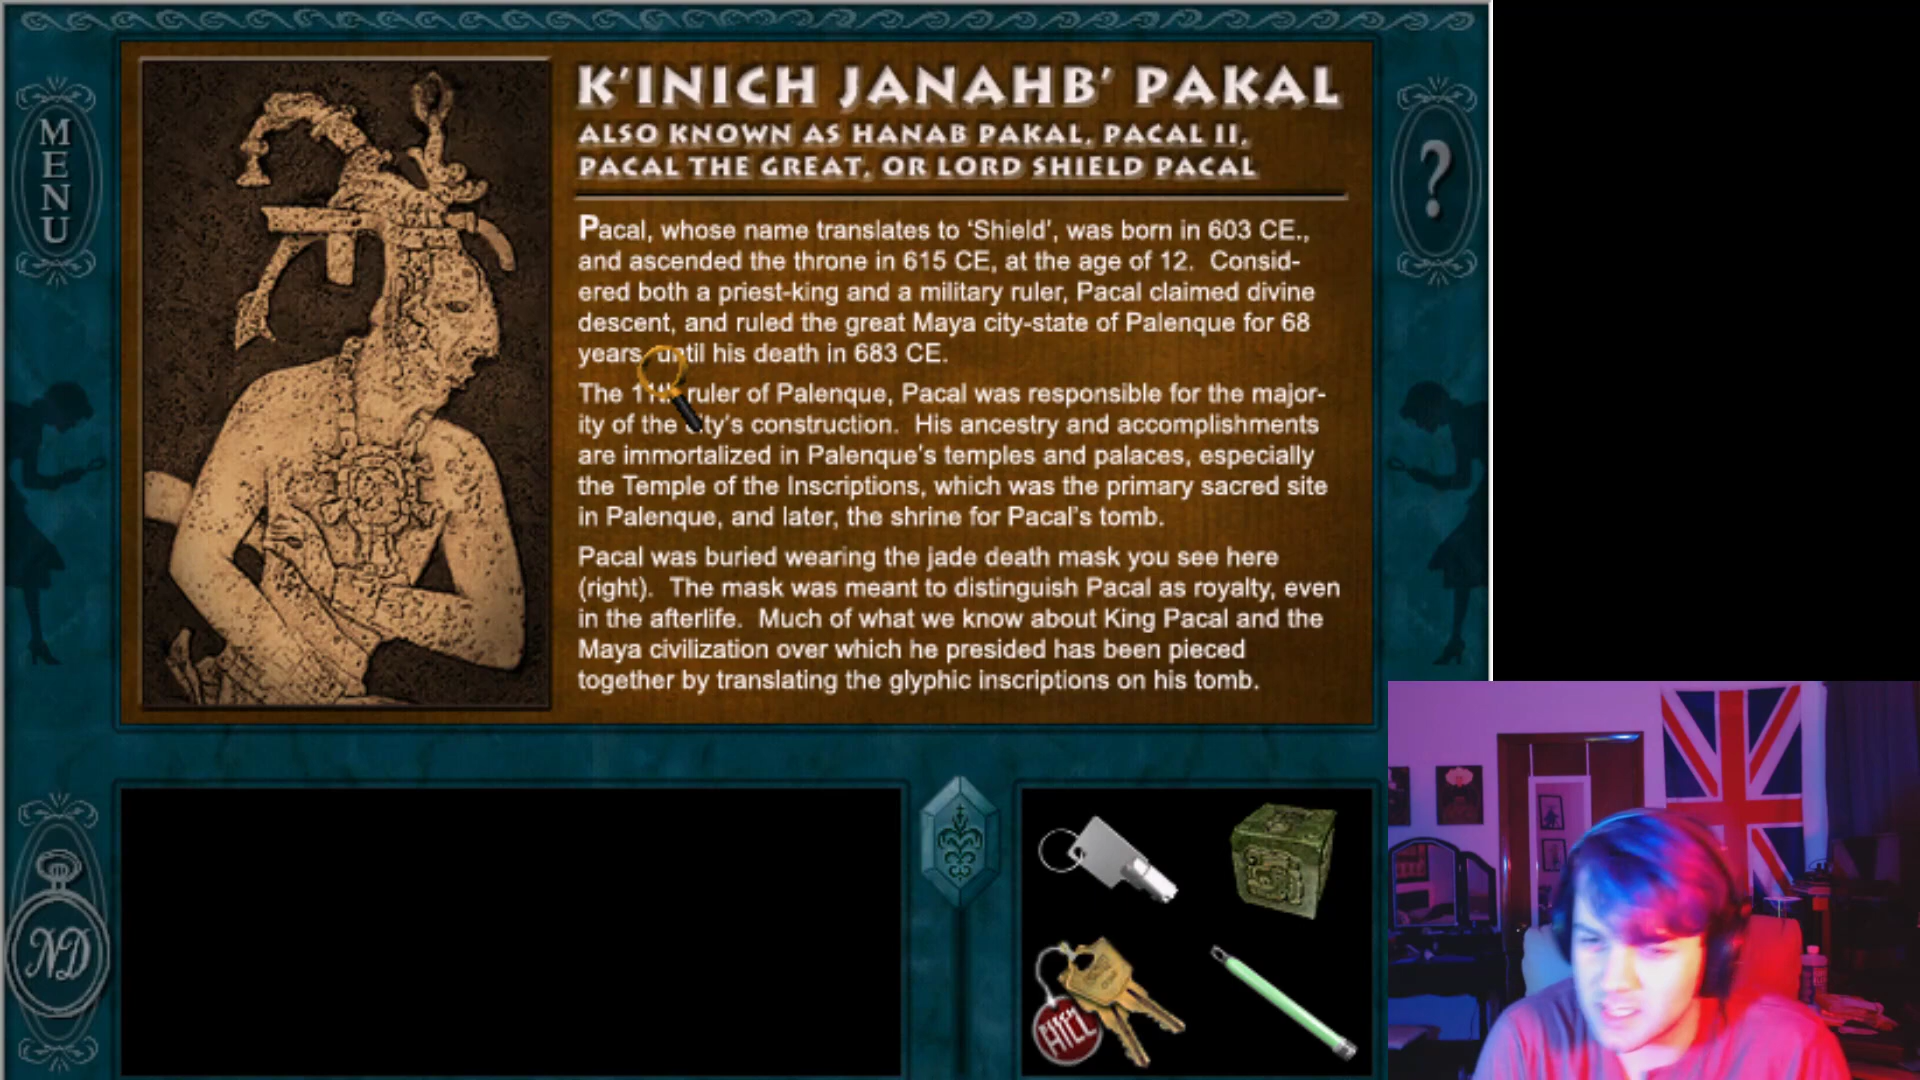 MENU
K'INICH JANAHB' PAKAL
ALSO KNOWN AS HANAB PAKAL, PACAL II,
PACAL THE GREAT, OR LORD SHIELD PACAL
?
Pacal, whose name translates to ‘Shield’, was born in 603 CE.,
and ascended the throne in 615 CE, at the age of 12. Consid-
ered both a priest-king and a military ruler, Pacal claimed divine
descent, and ruled the great Maya city-state of Palenque for 68
years, until his death in 683 CE.
The 11th ruler of Palenque, Pacal was responsible for the major-
ity of the city’s construction. His ancestry and accomplishments
are immortalized in Palenque’s temples and palaces, especially
the Temple of the Inscriptions, which was the primary sacred site
in Palenque, and later, the shrine for Pacal’s tomb.
Pacal was buried wearing the jade death mask you see here
(right). The mask was meant to distinguish Pacal as royalty, even
in the afterlife. Much of what we know about King Pacal and the
Maya civilization over which he presided has been pieced
together by translating the glyphic inscriptions on his tomb.
ND